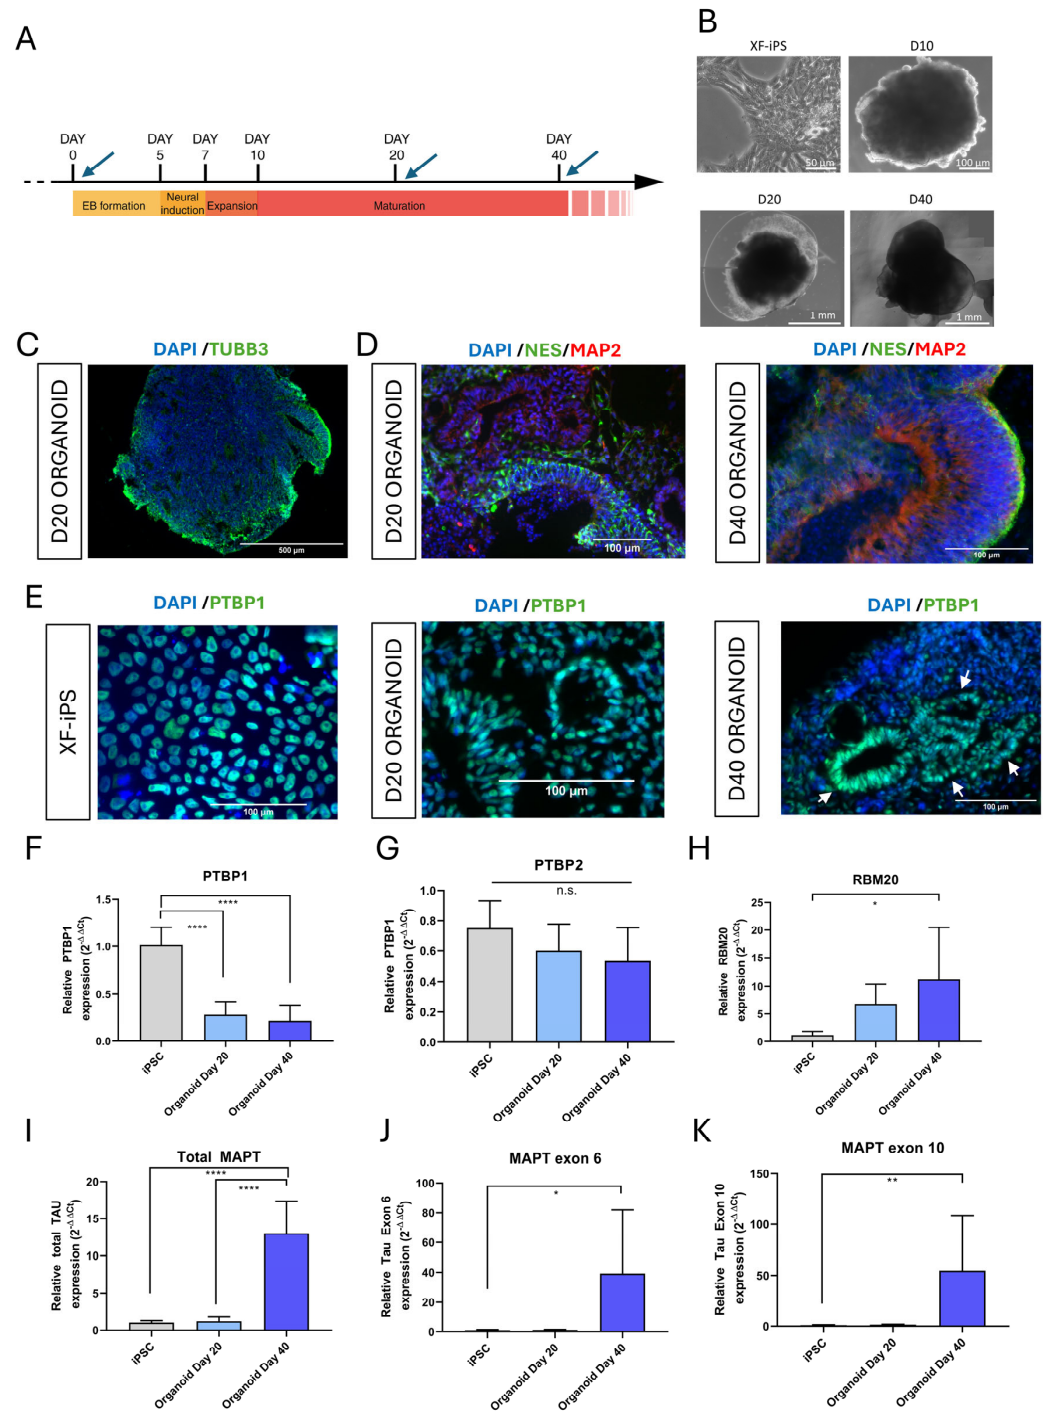 A
DAY DAY DAY DAY DAY DAY
0 5 7 10 20 40
EB formation
Neural
induction
Expansion
Maturation
B
XF-iPS
50 µm
D10
100 µm
D20
1 mm
D40
1 mm
C
DAPI /TUBB3
D20 ORGANOID
500 µm
D
DAPI /NES/MAP2
D20 ORGANOID
100 µm
DAPI /NES/MAP2
D40 ORGANOID
100 µm
E
DAPI /PTBP1
XF-iPS
100 µm
DAPI /PTBP1
D20 ORGANOID
100 µm
DAPI /PTBP1
D40 ORGANOID
100 µm
F
PTBP1
Relative PTBP1
expression (2-Δ ΔCt)
1.5
1.0
0.5
0.0
****
****
iPSC
Organoid Day 20
Organoid Day 40
G
PTBP2
n.s.
Relative PTBP1
expression (2-Δ ΔCt)
1.0
0.8
0.6
0.4
0.2
0.0
iPSC
Organoid Day 20
Organoid Day 40
H
RBM20
*
Relative RBM20
expression (2-Δ ΔCt)
25
20
15
10
5
0
iPSC
Organoid Day 20
Organoid Day 40
I
Total MAPT
****
****
Relative total TAU
expression (2-Δ ΔCt)
20
15
10
5
0
iPSC
Organoid Day 20
Organoid Day 40
J
MAPT exon 6
*
Relative Tau Exon 6
expression (2-Δ ΔCt)
100
80
60
40
20
0
iPSC
Organoid Day 20
Organoid Day 40
K
MAPT exon 10
**
Relative Tau Exon 10
expression (2-Δ ΔCt)
150
100
50
0
iPSC
Organoid Day 20
Organoid Day 40